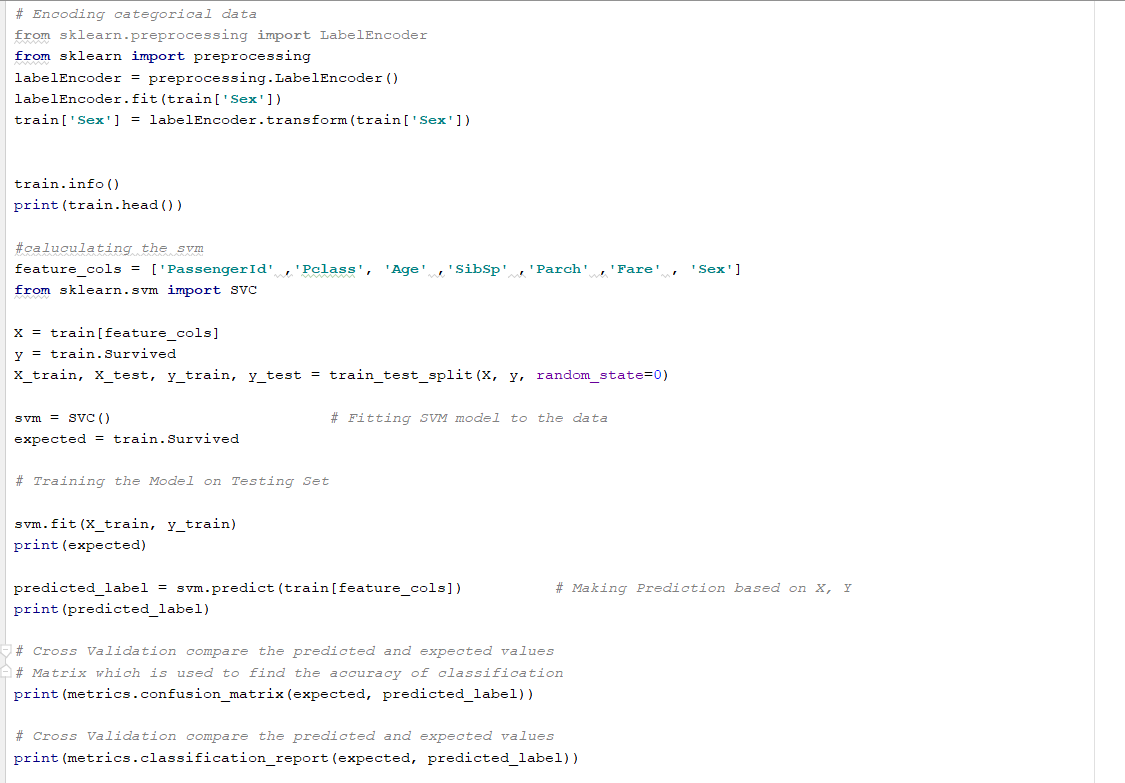 # Encoding categorical data
from sklearn.preprocessing import LabelEncoder
from sklearn import preprocessing
labelEncoder = preprocessing.LabelEncoder()
labelEncoder.fit(train['Sex'])
train['Sex'] = labelEncoder.transform(train['Sex'])
train.info()
print(train.head())
#caluculating the svm
feature_cols = ['PassengerId' ,'Pclass', 'Age' ,'SibSp' ,'Parch' ,'Fare' , 'Sex']
from sklearn.svm import SVC
X = train[feature_cols]
y = train.Survived
X_train, X_test, y_train, y_test = train_test_split(X, y, random_state=0)
svm = SVC() # Fitting SVM model to the data
expected = train.Survived
# Training the Model on Testing Set
svm.fit(X_train, y_train)
print(expected)
predicted_label = svm.predict(train[feature_cols]) # Making Prediction based on X, Y
print(predicted_label)
# Cross Validation compare the predicted and expected values
# Matrix which is used to find the accuracy of classification
print(metrics.confusion_matrix(expected, predicted_label))
# Cross Validation compare the predicted and expected values
print(metrics.classification_report(expected, predicted_label))